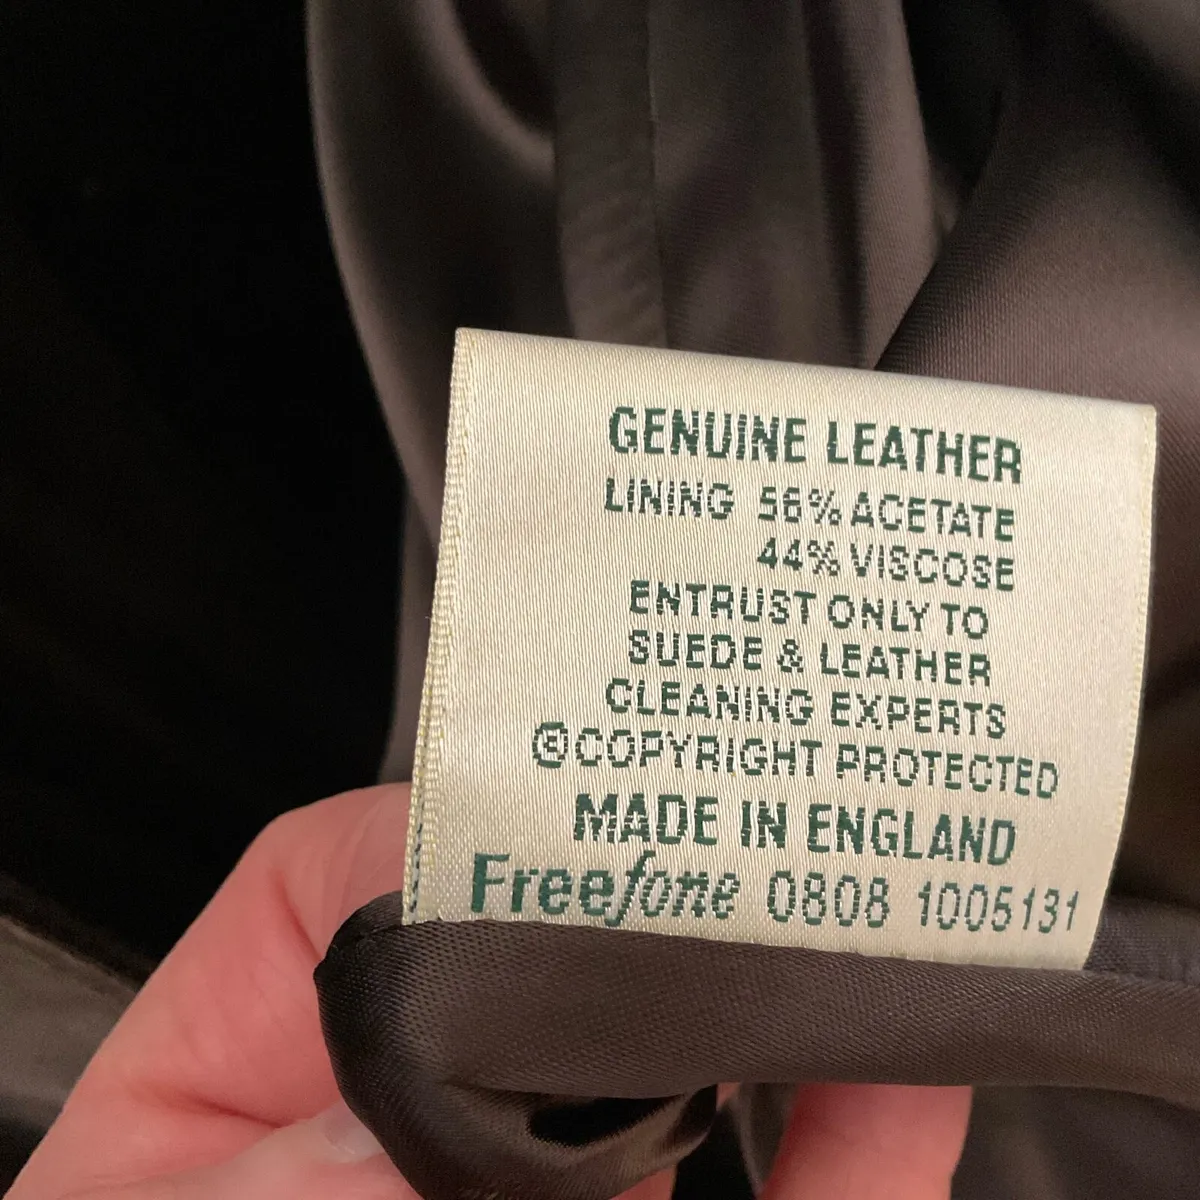 GENUINE LEATHER
LINING 56% ACETATE
44% VISCOSE
ENTRUST ONLY TO
SUEDE & LEATHER
CLEANING EXPERTS
©COPYRIGHT PROTECTED
MADE IN ENGLAND
Freefone 0808 1005131